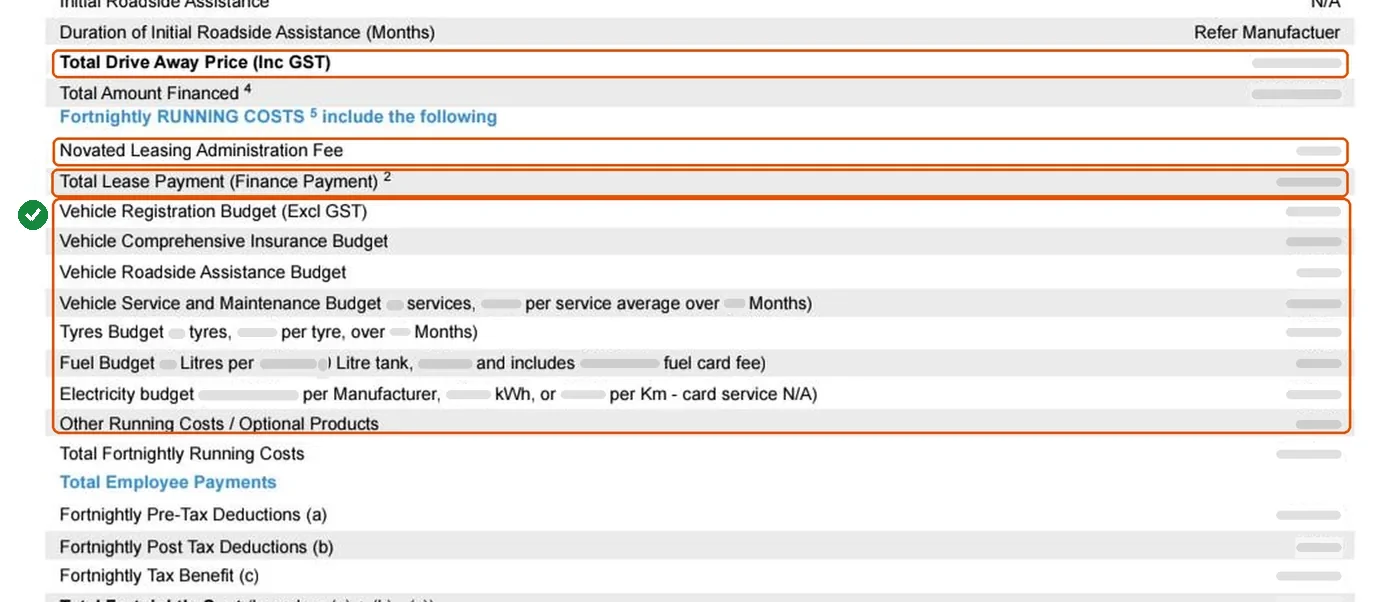 Initial Roadside Assistance N/A
Duration of Initial Roadside Assistance (Months) Refer Manufactuer
Total Drive Away Price (Inc GST)
Total Amount Financed 4
Fortnightly RUNNING COSTS 5 include the following
Novated Leasing Administration Fee
Total Lease Payment (Finance Payment) 2
Vehicle Registration Budget (Excl GST)
Vehicle Comprehensive Insurance Budget
Vehicle Roadside Assistance Budget
Vehicle Service and Maintenance Budget services, per service average over Months)
Tyres Budget tyres, per tyre, over Months)
Fuel Budget Litres per ) Litre tank, and includes fuel card fee)
Electricity budget per Manufacturer, kWh, or per Km - card service N/A)
Other Running Costs / Optional Products
Total Fortnightly Running Costs
Total Employee Payments
Fortnightly Pre-Tax Deductions (a)
Fortnightly Post Tax Deductions (b)
Fortnightly Tax Benefit (c)